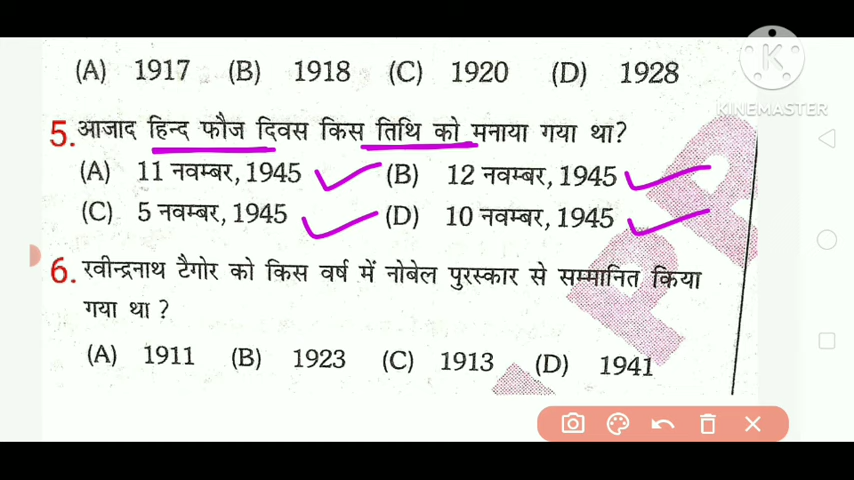 (A) 1917 (B) 1918 (C) 1920 (D) 1928
KINEMASTER
5. आजाद हिन्द फौज दिवस किस तिथि को मनाया गया था?
(A) 11 नवम्बर, 1945 (B) 12 नवम्बर, 1945
(C) 5 नवम्बर, 1945 (D) 10 नवम्बर, 1945
6. रवीन्द्रनाथ टैगोर को किस वर्ष में नोबेल पुरस्कार से सम्मानित किया
गया था ?
(A) 1911 (B) 1923 (C) 1913 (D) 1941